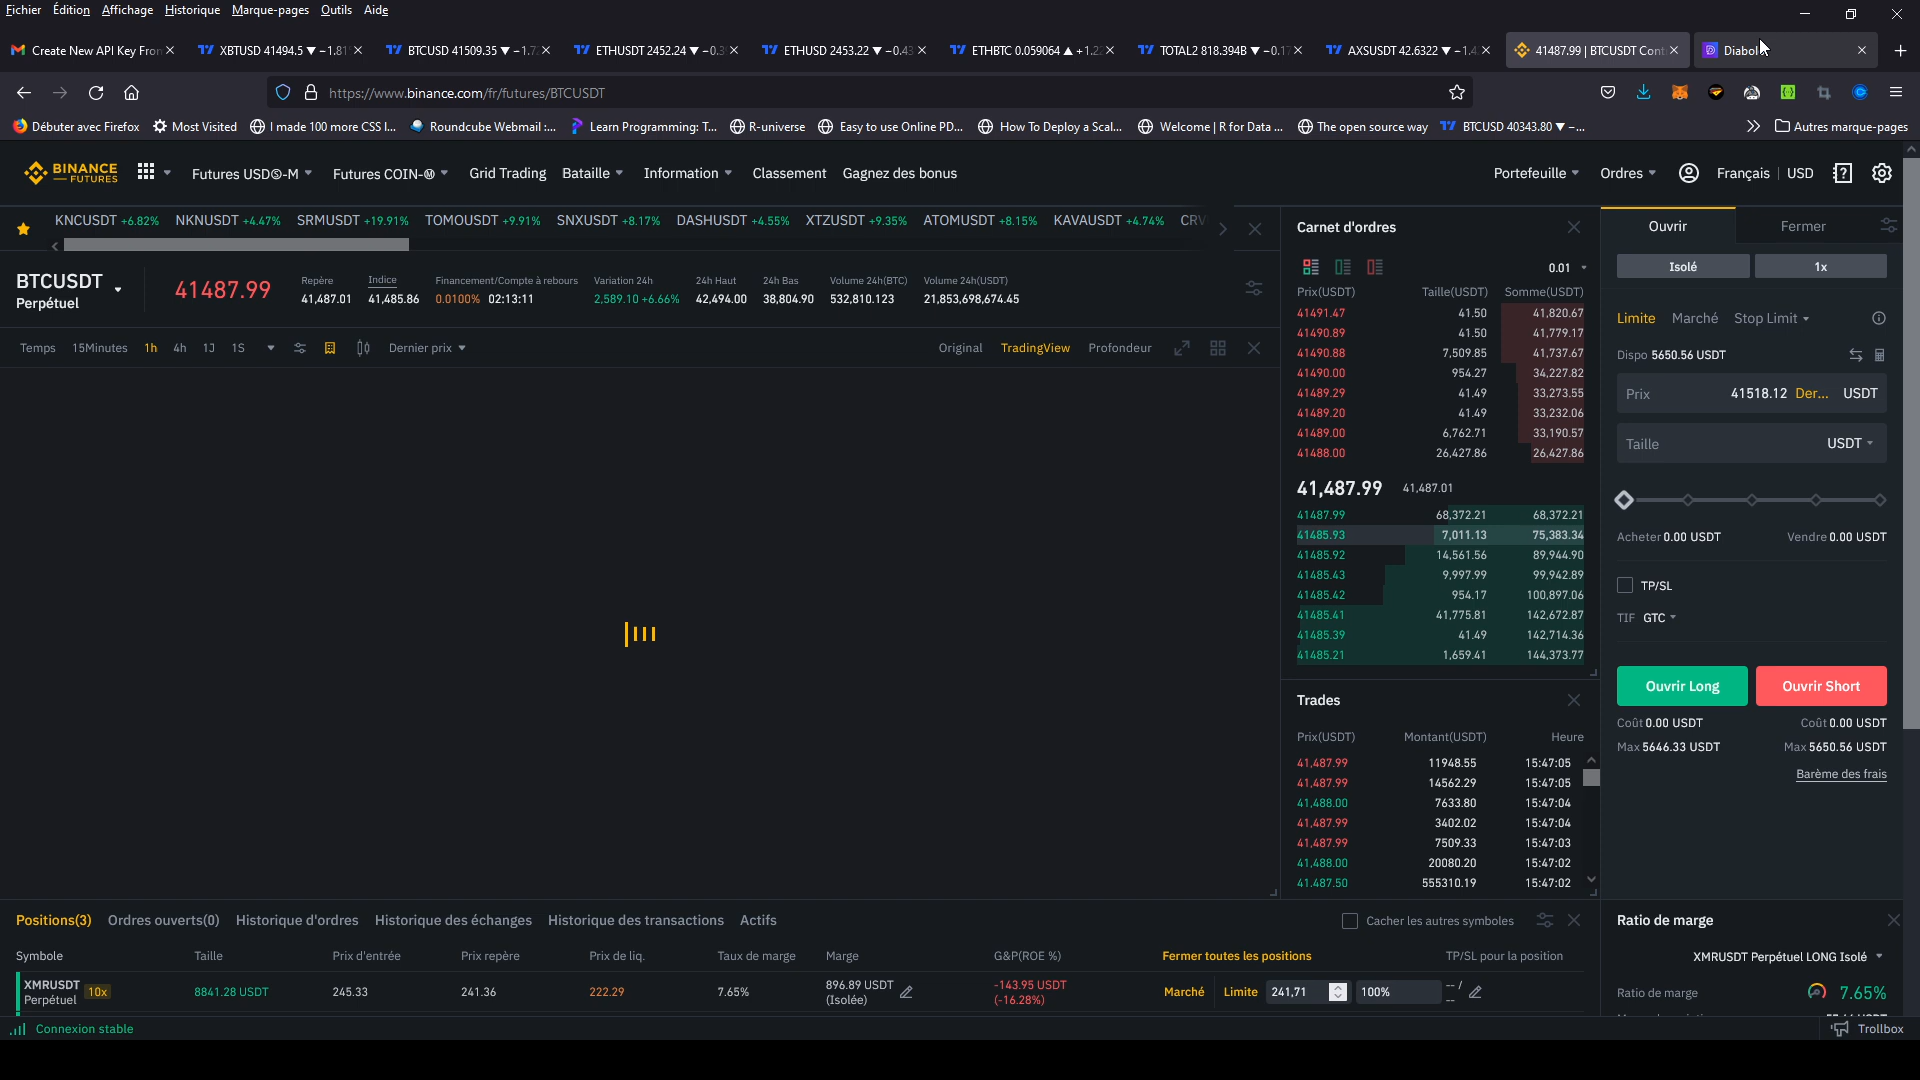 Fichier Édition Affichage Historique Marque-pages Outils Aide
Create New API Key Fron XBTUSD 41494.5 ▼ −1.81 BTCUSD 41509.35 ▼ −1.7 ETHUSDT 2452.24 ▼ −0.3 ETHUSD 2453.22 ▼ −0.43 ETHBTC 0.059064 ▲ +1.2 TOTAL2 818.394B ▼ −0.1 AXSUSDT 42.6322 ▼ −1.4 41487.99 | BTCUSDT Cont Diabol
https://www.binance.com/fr/futures/BTCUSDT
Débuter avec Firefox Most Visited I made 100 more CSS l... Roundcube Webmail :... Learn Programming: T... R-universe Easy to use Online PD... How To Deploy a Scal... Welcome | R for Data ... The open source way BTCUSD 40343.80 ▼ −... Autres marque-pages
BINANCE FUTURES Futures USDⓈ-M Futures COIN-Ⓜ Grid Trading Bataille Information Classement Gagnez des bonus Portefeuille Ordres Français USD
KNCUSDT +6.82% NKNUSDT +4.47% SRMUSDT +19.91% TOMOUSDT +9.91% SNXUSDT +8.17% DASHUSDT +4.55% XTZUSDT +9.35% ATOMUSDT +8.15% KAVAUSDT +4.74% CRV
BTCUSDT
Perpétuel
41487.99
Repère Indice Financement/Compte à rebours Variation 24h 24h Haut 24h Bas Volume 24h(BTC) Volume 24h(USDT)
41,487.01 41,485.86 0.0100% 02:13:11 2,589.10 +6.66% 42,494.00 38,804.90 532,810.123 21,853,698,674.45
Temps 15Minutes 1h 4h 1J 1S Dernier prix Original TradingView Profondeur
Carnet d'ordres
0.01
Prix(USDT) Taille(USDT) Somme(USDT)
41491.47 41.50 41,820.67
41490.89 41.50 41,779.17
41490.88 7,509.85 41,737.67
41490.00 954.27 34,227.82
41489.29 41.49 33,273.55
41489.20 41.49 33,232.06
41489.00 6,762.71 33,190.57
41488.00 26,427.86 26,427.86
41,487.99 41,487.01
41487.99 68,372.21 68,372.21
41485.93 7,011.13 75,383.34
41485.92 14,561.56 89,944.90
41485.43 9,997.99 99,942.89
41485.42 954.17 100,897.06
41485.41 41,775.81 142,672.87
41485.39 41.49 142,714.36
41485.21 1,659.41 144,373.77
Trades
Prix(USDT) Montant(USDT) Heure
41,487.99 11948.55 15:47:05
41,487.99 14562.29 15:47:05
41,488.00 7633.80 15:47:04
41,487.99 3402.02 15:47:04
41,487.99 7509.33 15:47:03
41,488.00 20080.20 15:47:02
41,487.50 555310.19 15:47:02
Ouvrir Fermer
Isolé 1x
Limite Marché Stop Limit
Dispo 5650.56 USDT
Prix 41518.12 Der... USDT
Taille USDT
Acheter 0.00 USDT Vendre 0.00 USDT
TP/SL
TIF GTC
Ouvrir Long Ouvrir Short
Coût 0.00 USDT Coût 0.00 USDT
Max 5646.33 USDT Max 5650.56 USDT
Barème des frais
Positions(3) Ordres ouverts(0) Historique d'ordres Historique des échanges Historique des transactions Actifs Cacher les autres symboles
Symbole Taille Prix d'entrée Prix repère Prix de liq. Taux de marge Marge G&P(ROE %) Fermer toutes les positions TP/SL pour la position
XMRUSDT
Perpétuel
10x 8841.28 USDT 245.33 241.36 222.29 7.65% 896.89 USDT
(Isolée)
-143.95 USDT
(-16.28%)
Marché Limite 241,71 100% -- /
--
Ratio de marge
XMRUSDT Perpétuel LONG Isolé
Ratio de marge 7.65%
Connexion stable Trollbox